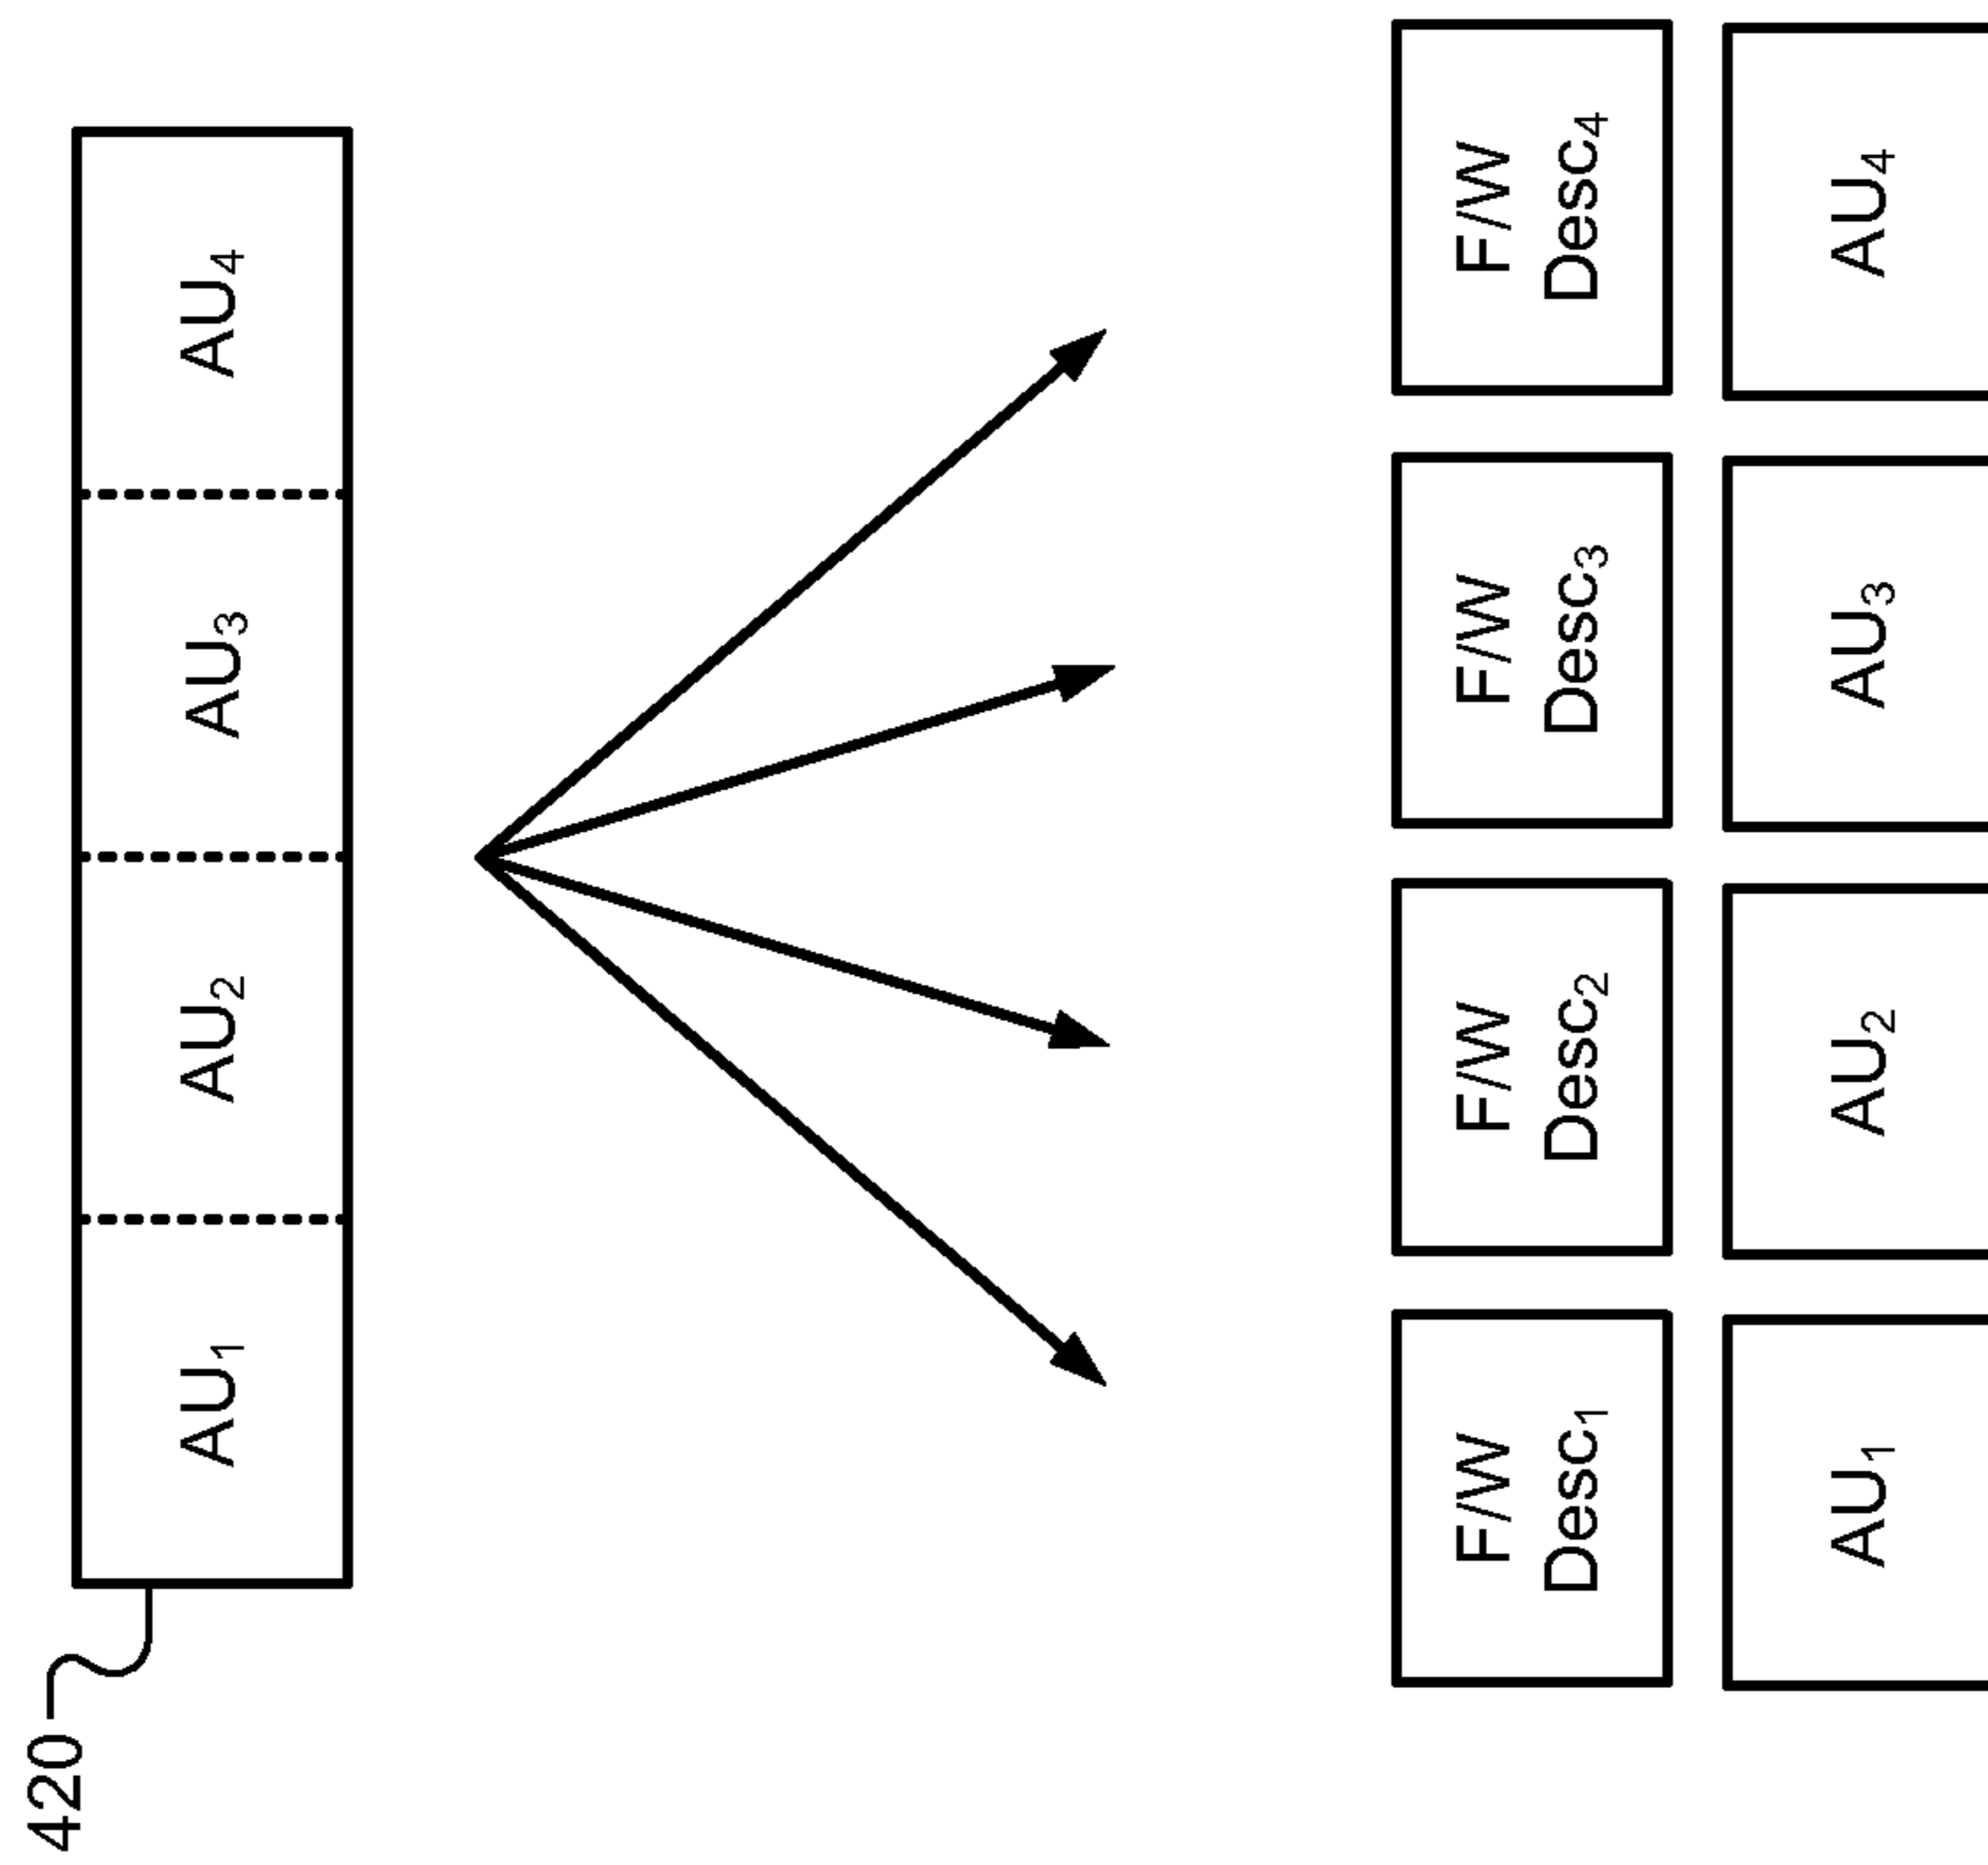 420
AU1 AU2 AU3 AU4
F/W F/W F/W F/W
Desc1 Desc2 Desc3 Desc4
AU1 AU2 AU3 AU4